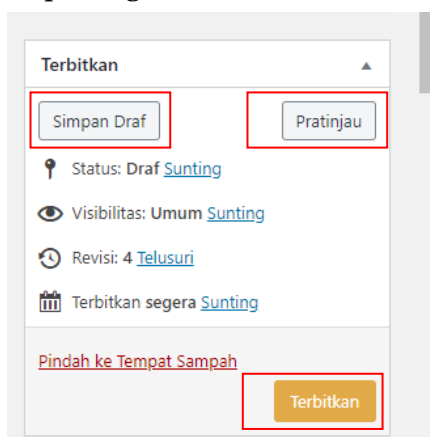 Terbitkan
Simpan Draf Pratinjau
Status: Draf Sunting
Visibilitas: Umum Sunting
Revisi: 4 Telusuri
Terbitkan segera Sunting
Pindah ke Tempat Sampah
Terbitkan